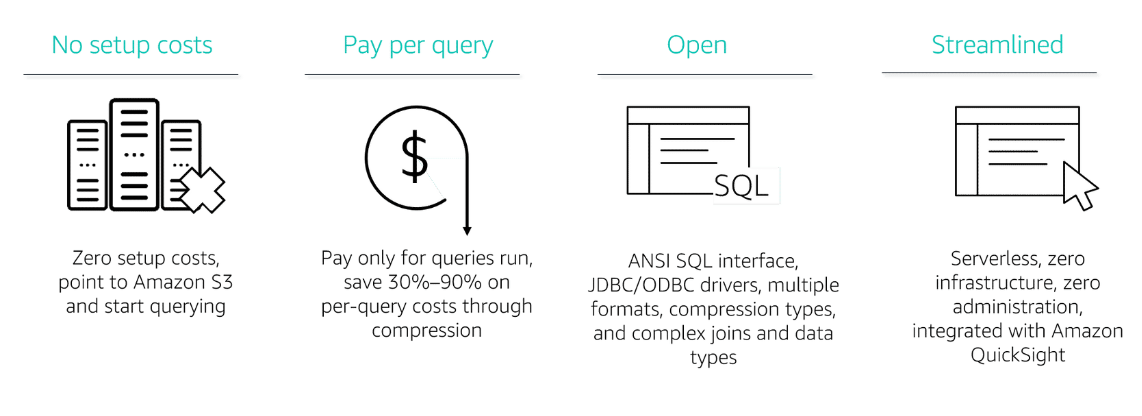 No setup costs
Zero setup costs,
point to Amazon S3
and start querying
Pay per query
$
Pay only for queries run,
save 30%–90% on
per-query costs through
compression
Open
SQL
ANSI SQL interface,
JDBC/ODBC drivers, multiple
formats, compression types,
and complex joins and data
types
Streamlined
Serverless, zero
infrastructure, zero
administration,
integrated with Amazon
QuickSight